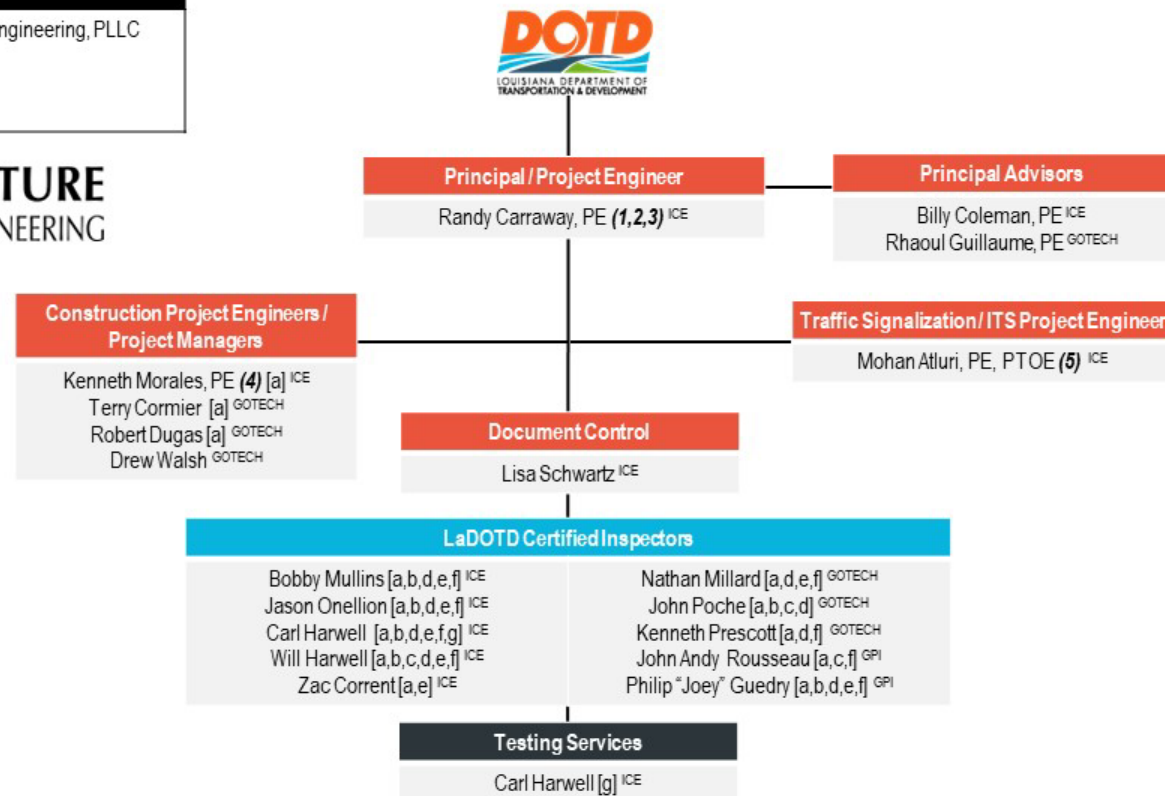 ngineering, PLLC
DOTD
LOUISIANA DEPARTMENT OF
TRANSPORTATION & DEVELOPMENT
TURE
NEERING
Principal / Project Engineer
Randy Carraway, PE (1,2,3) ICE
Principal Advisors
Billy Coleman, PE ICE
Rhaoul Guillaume, PE GOTECH
Construction Project Engineers /
Project Managers
Kenneth Morales, PE (4) [a] ICE
Terry Cormier [a] GOTECH
Robert Dugas [a] GOTECH
Drew Walsh GOTECH
Traffic Signalization / ITS Project Engineer
Mohan Atluri, PE, PTOE (5) ICE
Document Control
Lisa Schwartz ICE
LaDOTD Certified Inspectors
Bobby Mullins [a,b,d,e,f] ICE
Jason Onellion [a,b,d,e,f] ICE
Carl Harwell [a,b,d,e,f,g] ICE
Will Harwell [a,b,c,d,e,f] ICE
Zac Corrent [a,e] ICE
Nathan Millard [a,d,e,f] GOTECH
John Poche [a,b,c,d] GOTECH
Kenneth Prescott [a,d,f] GOTECH
John Andy Rousseau [a,c,f] GPI
Philip "Joey" Guedry [a,b,d,e,f] GPI
Testing Services
Carl Harwell [g] ICE